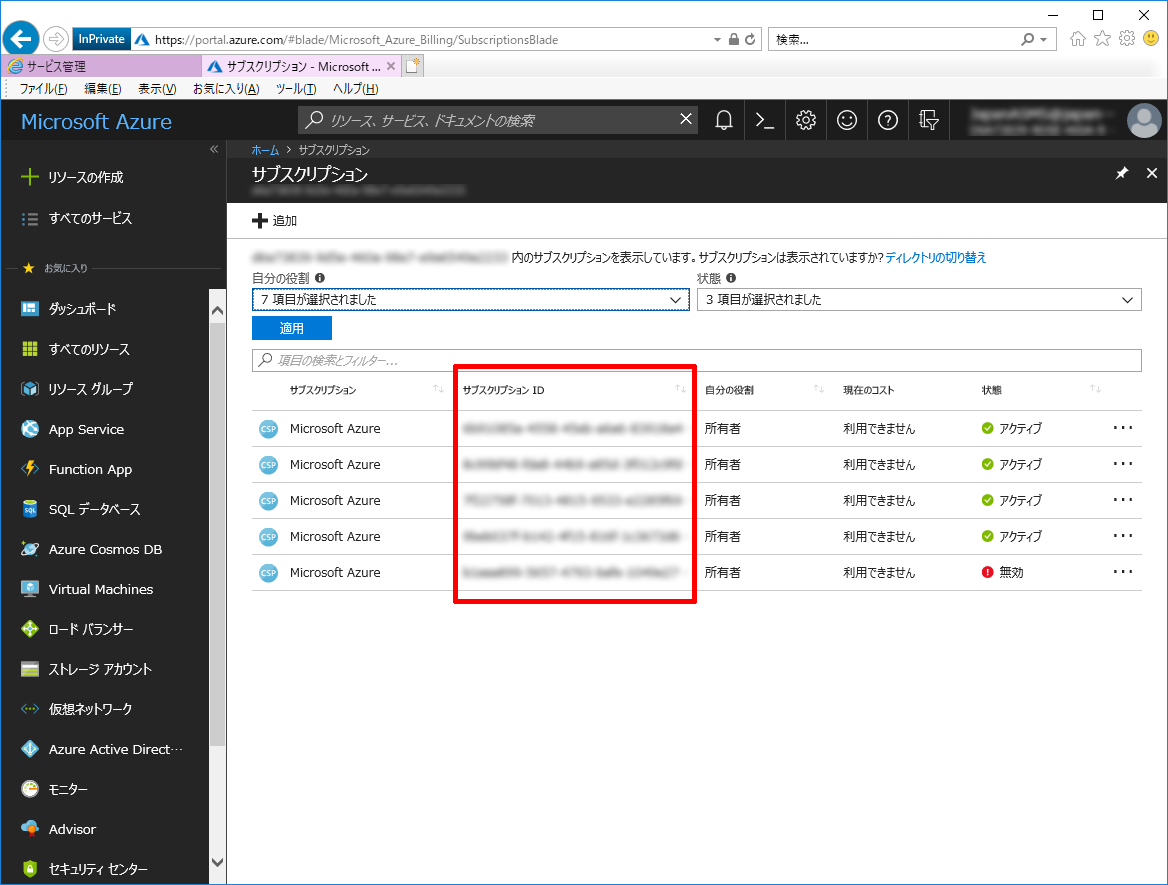 InPrivate https://portal.azure.com/#blade/Microsoft_Azure_Billing/SubscriptionsBlade 検索...
サービス管理 サブスクリプション - Microsoft ...
ファイル(F) 編集(E) 表示(V) お気に入り(A) ツール(T) ヘルプ(H)
Microsoft Azure リソース、サービス、ドキュメントの検索
ホーム > サブスクリプション
サブスクリプション
リソースの作成
すべてのサービス
お気に入り
ダッシュボード
すべてのリソース
リソース グループ
App Service
Function App
SQL データベース
Azure Cosmos DB
Virtual Machines
ロード バランサー
ストレージ アカウント
仮想ネットワーク
Azure Active Direct...
モニター
Advisor
セキュリティ センター
追加
内のサブスクリプションを表示しています。サブスクリプションは表示されていますか? ディレクトリの切り替え
自分の役割 状態
7 項目が選択されました 3 項目が選択されました
適用
項目の検索とフィルター...
サブスクリプション サブスクリプション ID 自分の役割 現在のコスト 状態
CSP Microsoft Azure 所有者 利用できません アクティブ ...
CSP Microsoft Azure 所有者 利用できません アクティブ ...
CSP Microsoft Azure 所有者 利用できません アクティブ ...
CSP Microsoft Azure 所有者 利用できません アクティブ ...
CSP Microsoft Azure 所有者 利用できません 無効 ...